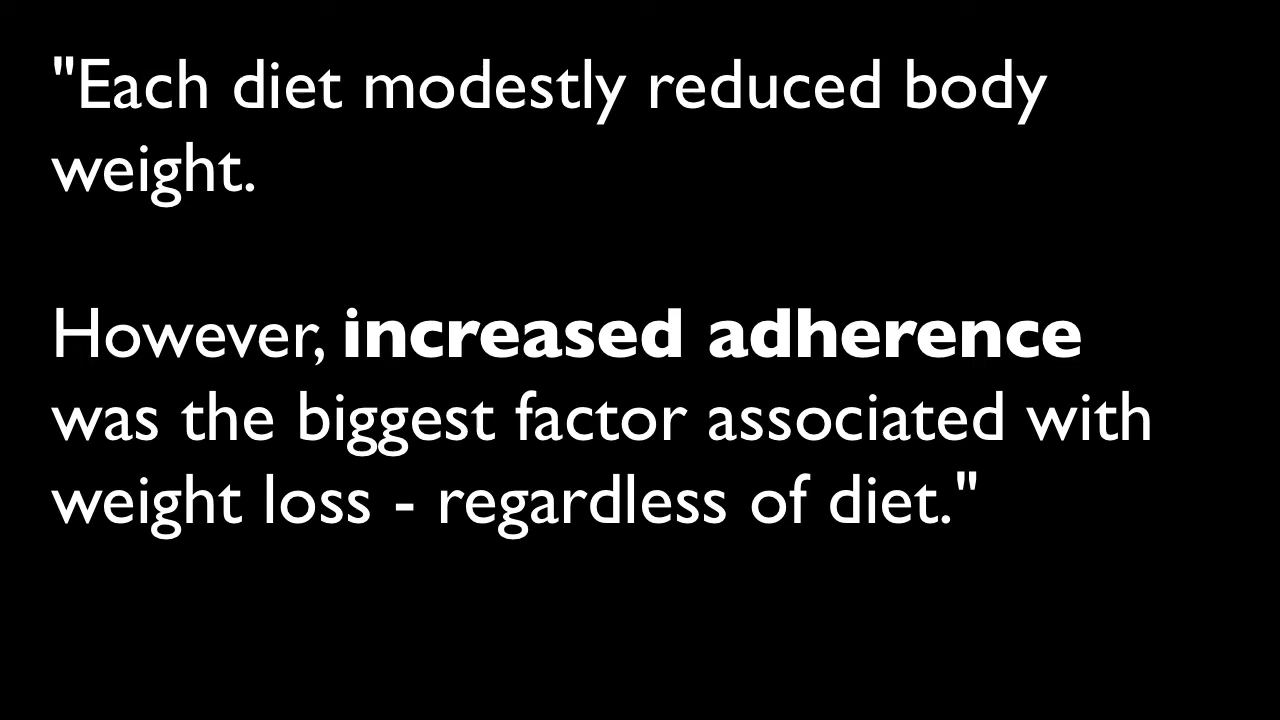 "Each diet modestly reduced body
weight.
However, increased adherence
was the biggest factor associated with
weight loss - regardless of diet."